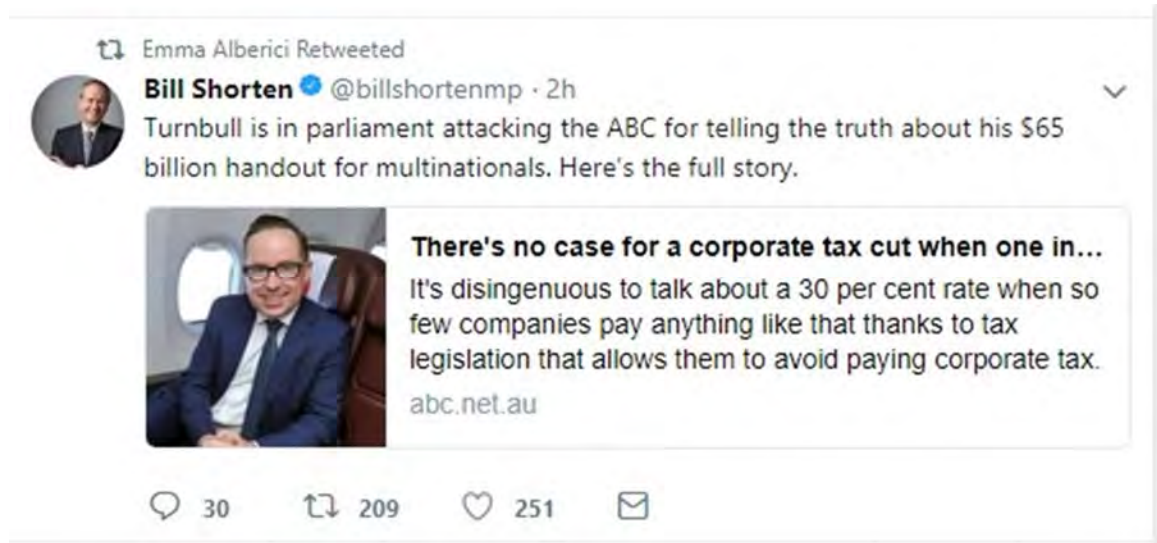 Emma Alberici Retweeted
Bill Shorten @billshortenmp · 2h
Turnbull is in parliament attacking the ABC for telling the truth about his $65
billion handout for multinationals. Here's the full story.
There's no case for a corporate tax cut when one in...
It's disingenuous to talk about a 30 per cent rate when so
few companies pay anything like that thanks to tax
legislation that allows them to avoid paying corporate tax.
abc.net.au
30 209 251